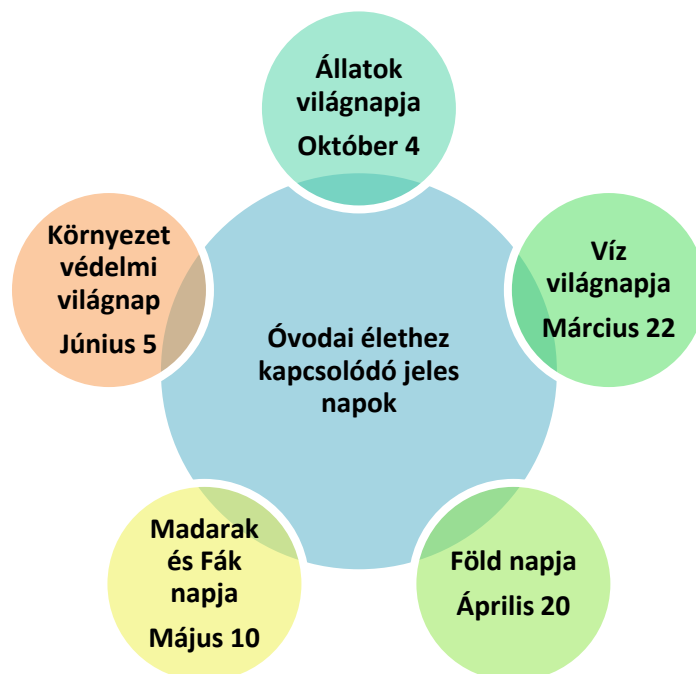 Állatok
világnapja
Október 4
Víz
világnapja
Március 22
Föld napja
Április 20
Madarak
és Fák
napja
Május 10
Környezet
védelmi
világnap
Június 5
Óvodai élethez
kapcsolódó jeles
napok